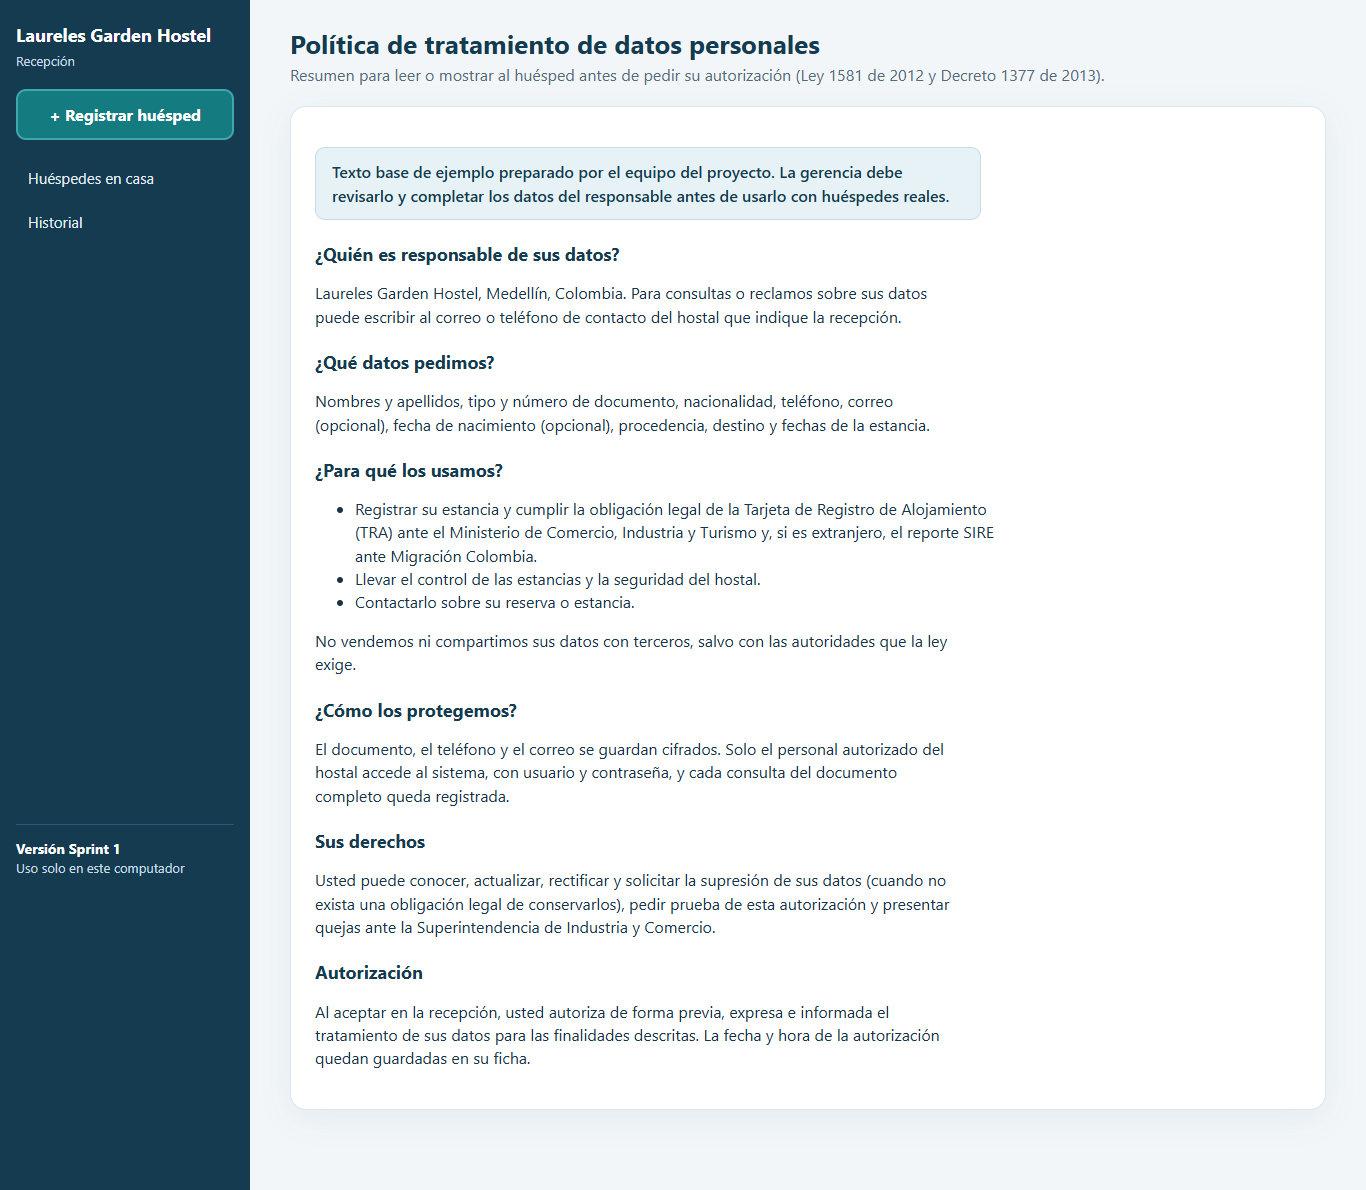 Laureles Garden Hostel
Recepción
+ Registrar huésped
Huéspedes en casa
Historial
Versión Sprint 1
Uso solo en este computador
Política de tratamiento de datos personales
Resumen para leer o mostrar al huésped antes de pedir su autorización (Ley 1581 de 2012 y Decreto 1377 de 2013).
Texto base de ejemplo preparado por el equipo del proyecto. La gerencia debe
revisarlo y completar los datos del responsable antes de usarlo con huéspedes reales.
¿Quién es responsable de sus datos?
Laureles Garden Hostel, Medellín, Colombia. Para consultas o reclamos sobre sus datos
puede escribir al correo o teléfono de contacto del hostal que indique la recepción.
¿Qué datos pedimos?
Nombres y apellidos, tipo y número de documento, nacionalidad, teléfono, correo
(opcional), fecha de nacimiento (opcional), procedencia, destino y fechas de la estancia.
¿Para qué los usamos?
• Registrar su estancia y cumplir la obligación legal de la Tarjeta de Registro de Alojamiento
(TRA) ante el Ministerio de Comercio, Industria y Turismo y, si es extranjero, el reporte SIRE
ante Migración Colombia.
• Llevar el control de las estancias y la seguridad del hostal.
• Contactarlo sobre su reserva o estancia.
No vendemos ni compartimos sus datos con terceros, salvo con las autoridades que la ley
exige.
¿Cómo los protegemos?
El documento, el teléfono y el correo se guardan cifrados. Solo el personal autorizado del
hostal accede al sistema, con usuario y contraseña, y cada consulta del documento
completo queda registrada.
Sus derechos
Usted puede conocer, actualizar, rectificar y solicitar la supresión de sus datos (cuando no
exista una obligación legal de conservarlos), pedir prueba de esta autorización y presentar
quejas ante la Superintendencia de Industria y Comercio.
Autorización
Al aceptar en la recepción, usted autoriza de forma previa, expresa e informada el
tratamiento de sus datos para las finalidades descritas. La fecha y hora de la autorización
quedan guardadas en su ficha.